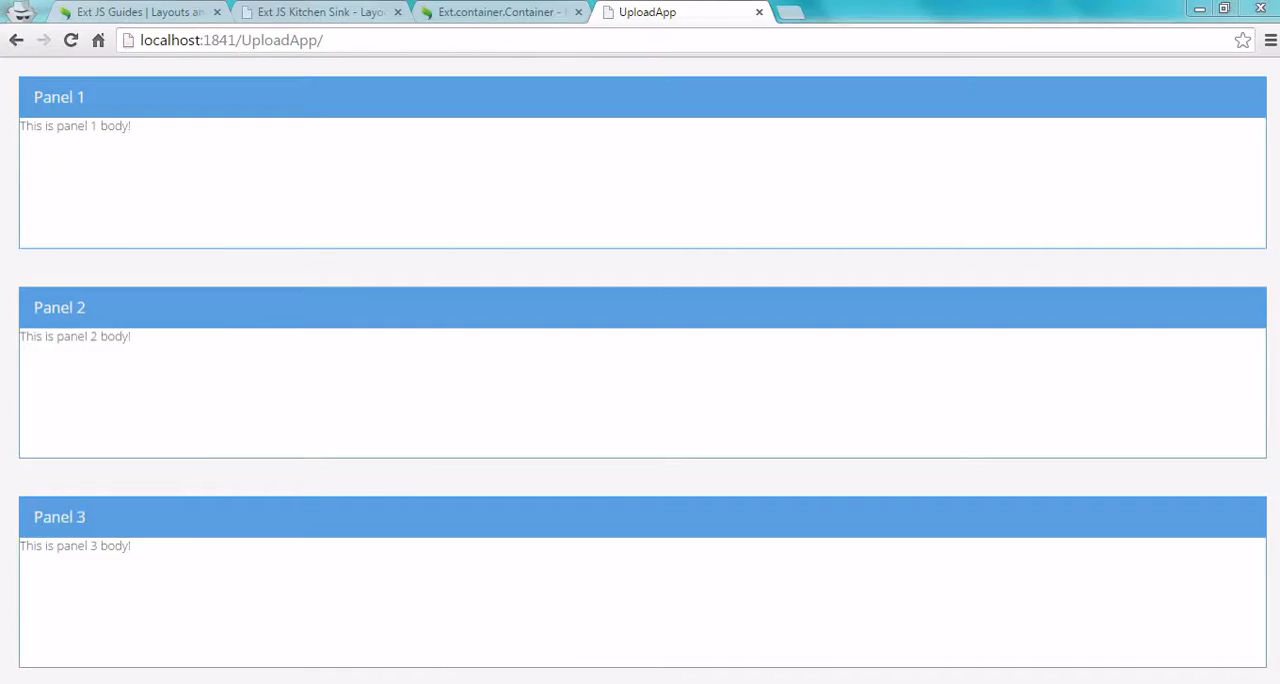 Ext JS Guides | Layouts an
Ext JS Kitchen Sink - Layo
Ext.container.Container -
UploadApp
localhost:1841/UploadApp/
Panel 1
This is panel 1 body!
Panel 2
This is panel 2 body!
Panel 3
This is panel 3 body!